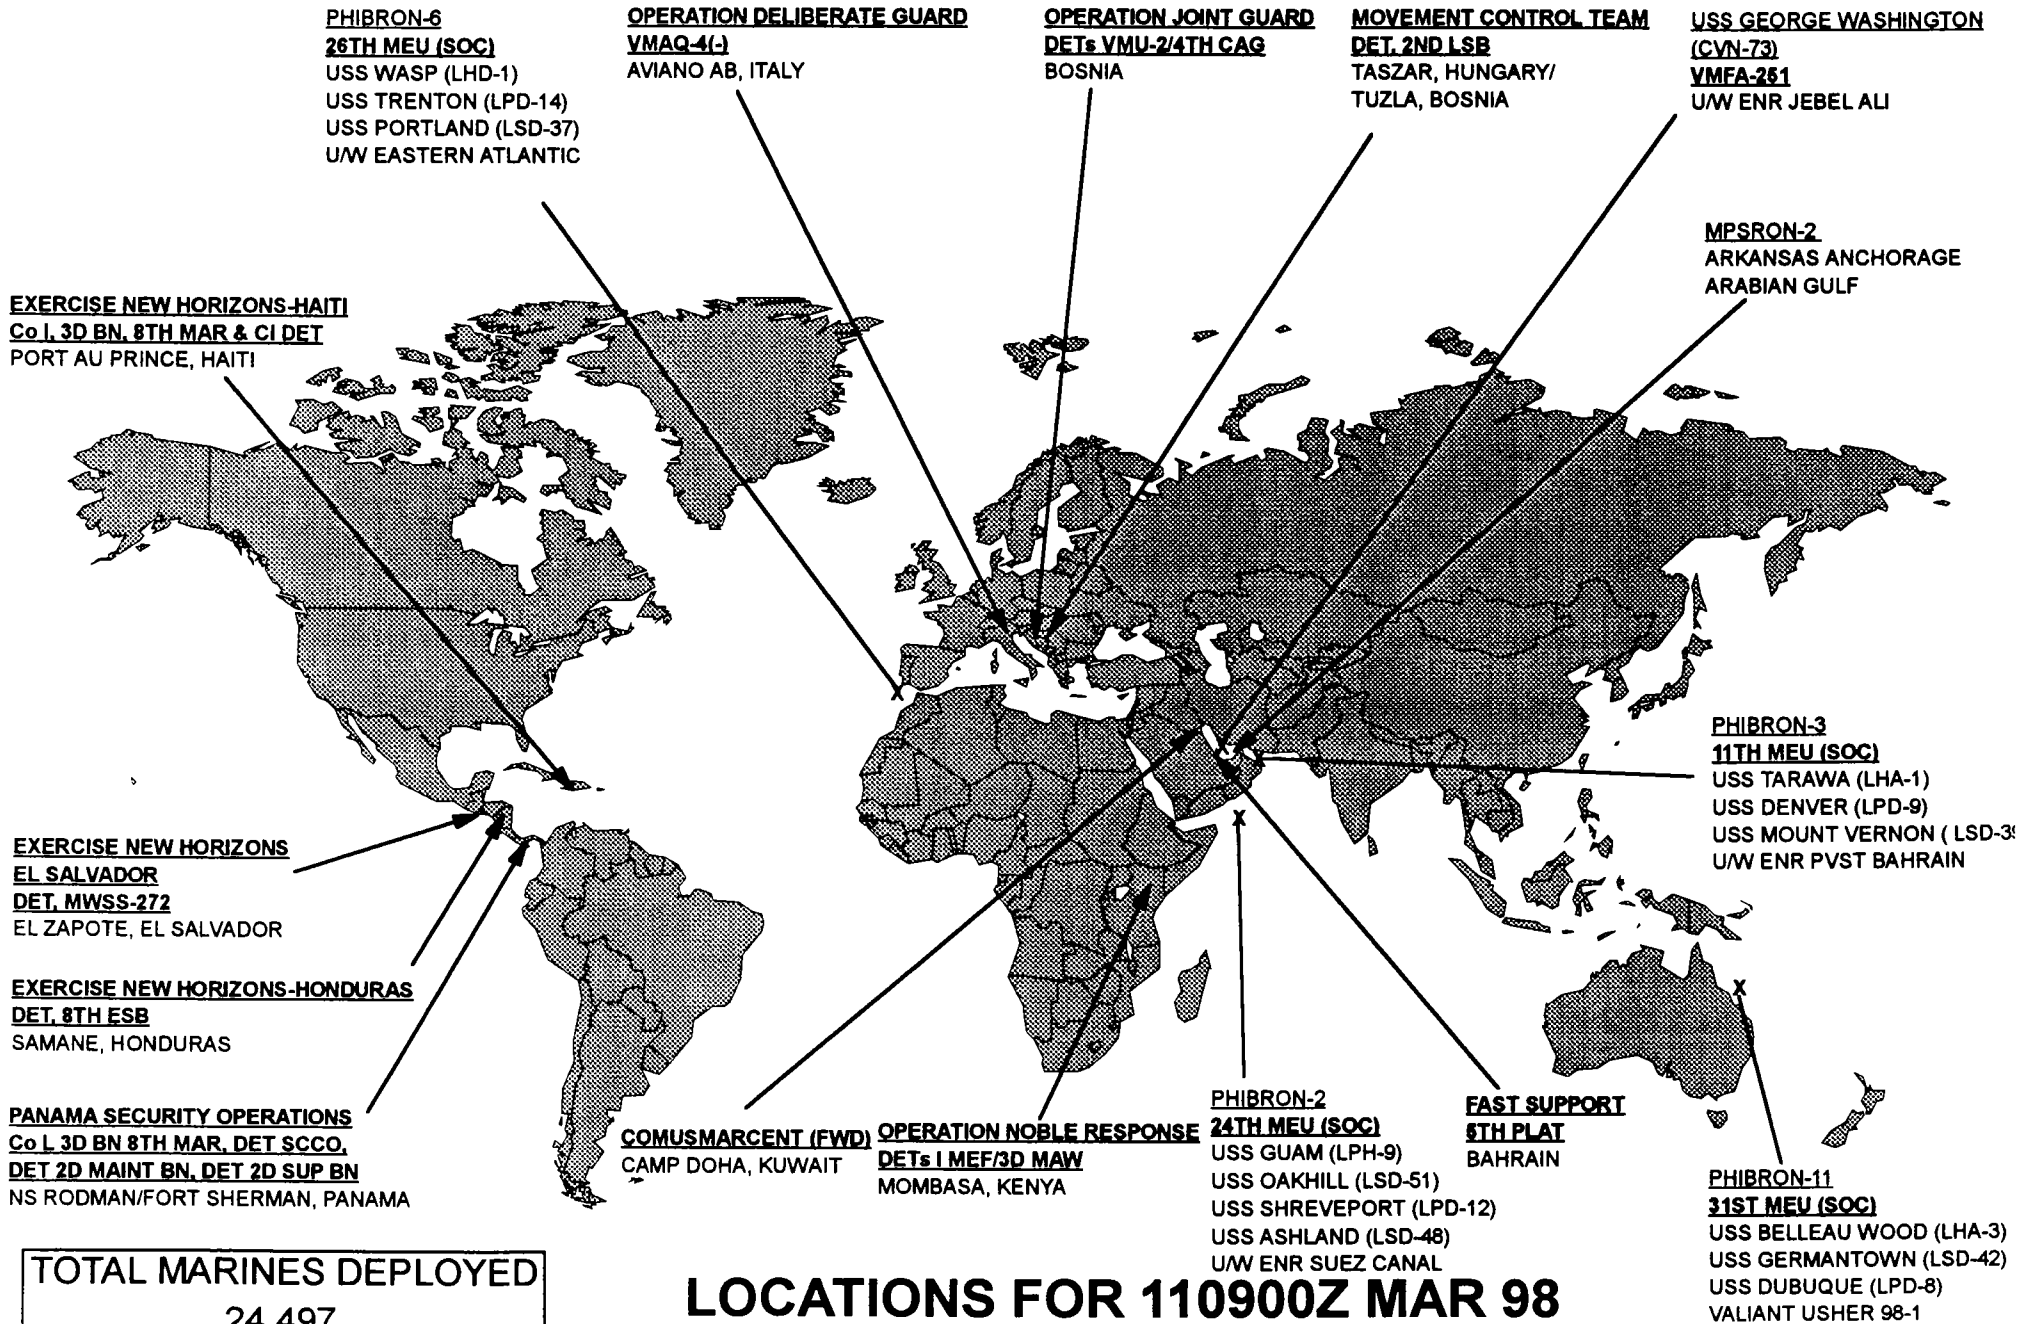 PHIBRON-6
26TH MEU (SOC)
USS WASP (LHD-1)
USS TRENTON (LPD-14)
USS PORTLAND (LSD-37)
U/W EASTERN ATLANTIC
OPERATION DELIBERATE GUARD
VMAQ-4(-)
AVIANO AB, ITALY
OPERATION JOINT GUARD
DETs VMU-2/4TH CAG
BOSNIA
MOVEMENT CONTROL TEAM
DET, 2ND LSB
TASZAR, HUNGARY/
TUZLA, BOSNIA
USS GEORGE WASHINGTON
(CVN-73)
VMFA-251
U/W ENR JEBEL ALI
MPSRON-2
ARKANSAS ANCHORAGE
ARABIAN GULF
EXERCISE NEW HORIZONS-HAITI
Co I, 3D BN, 8TH MAR & CI DET
PORT AU PRINCE, HAITI
PHIBRON-3
11TH MEU (SOC)
USS TARAWA (LHA-1)
USS DENVER (LPD-9)
USS MOUNT VERNON ( LSD-39
U/W ENR PVST BAHRAIN
EXERCISE NEW HORIZONS
EL SALVADOR
DET, MWSS-272
EL ZAPOTE, EL SALVADOR
EXERCISE NEW HORIZONS-HONDURAS
DET, 8TH ESB
SAMANE, HONDURAS
PANAMA SECURITY OPERATIONS
Co L 3D BN 8TH MAR, DET SCCO,
DET 2D MAINT BN, DET 2D SUP BN
NS RODMAN/FORT SHERMAN, PANAMA
COMUSMARCENT (FWD)
CAMP DOHA, KUWAIT
OPERATION NOBLE RESPONSE
DETs I MEF/3D MAW
MOMBASA, KENYA
PHIBRON-2
24TH MEU (SOC)
USS GUAM (LPH-9)
USS OAKHILL (LSD-51)
USS SHREVEPORT (LPD-12)
USS ASHLAND (LSD-48)
U/W ENR SUEZ CANAL
FAST SUPPORT
5TH PLAT
BAHRAIN
PHIBRON-11
31ST MEU (SOC)
USS BELLEAU WOOD (LHA-3)
USS GERMANTOWN (LSD-42)
USS DUBUQUE (LPD-8)
VALIANT USHER 98-1
X
X
X
TOTAL MARINES DEPLOYED
24,497
LOCATIONS FOR 110900Z MAR 98